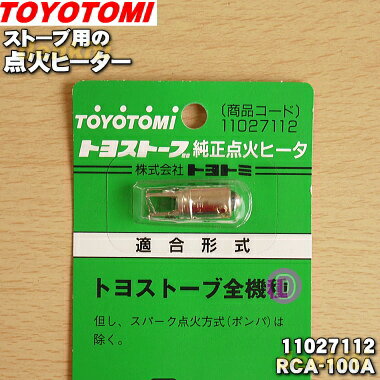 TOYOTOMI
ストーブ用の
点火ヒーター
TOYOTOMI
(商品コード)
11027112
トヨストーブ純正点火ヒータ
株式会社トヨトミ
適合形式
トヨストーブ全機種
但し、スパーク点火方式(ポンパ)は
除く。
11027112
RCA-100A